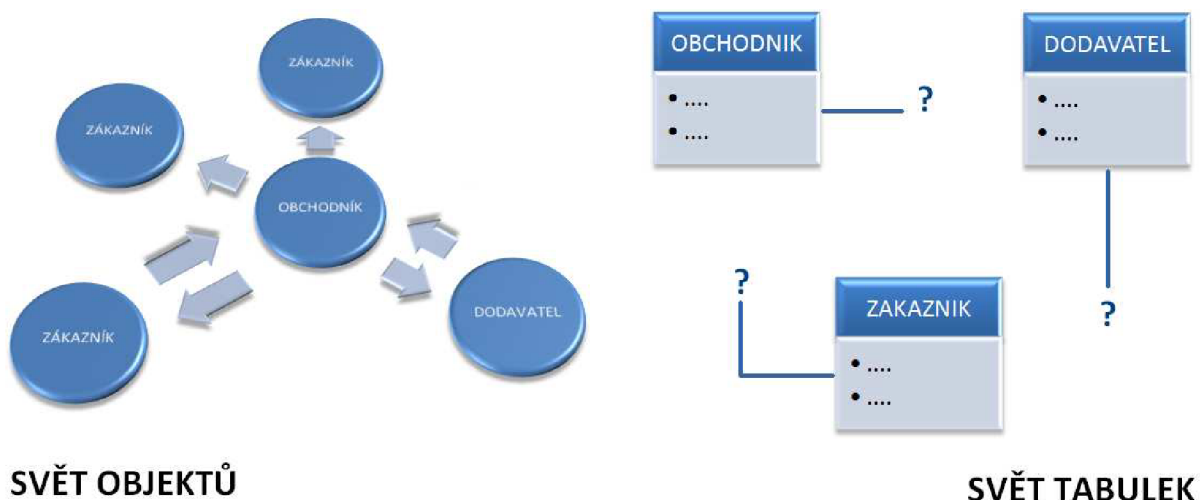 ZÁKAZNÍK
ZÁKAZNÍK
OBCHODNÍK
ZÁKAZNÍK
DODAVATEL
SVĚT OBJEKTŮ
OBCHODNIK
• ....
• ....
?
DODAVATEL
• ....
• ....
?
?
ZAKAZNIK
• ....
• ....
SVĚT TABULEK